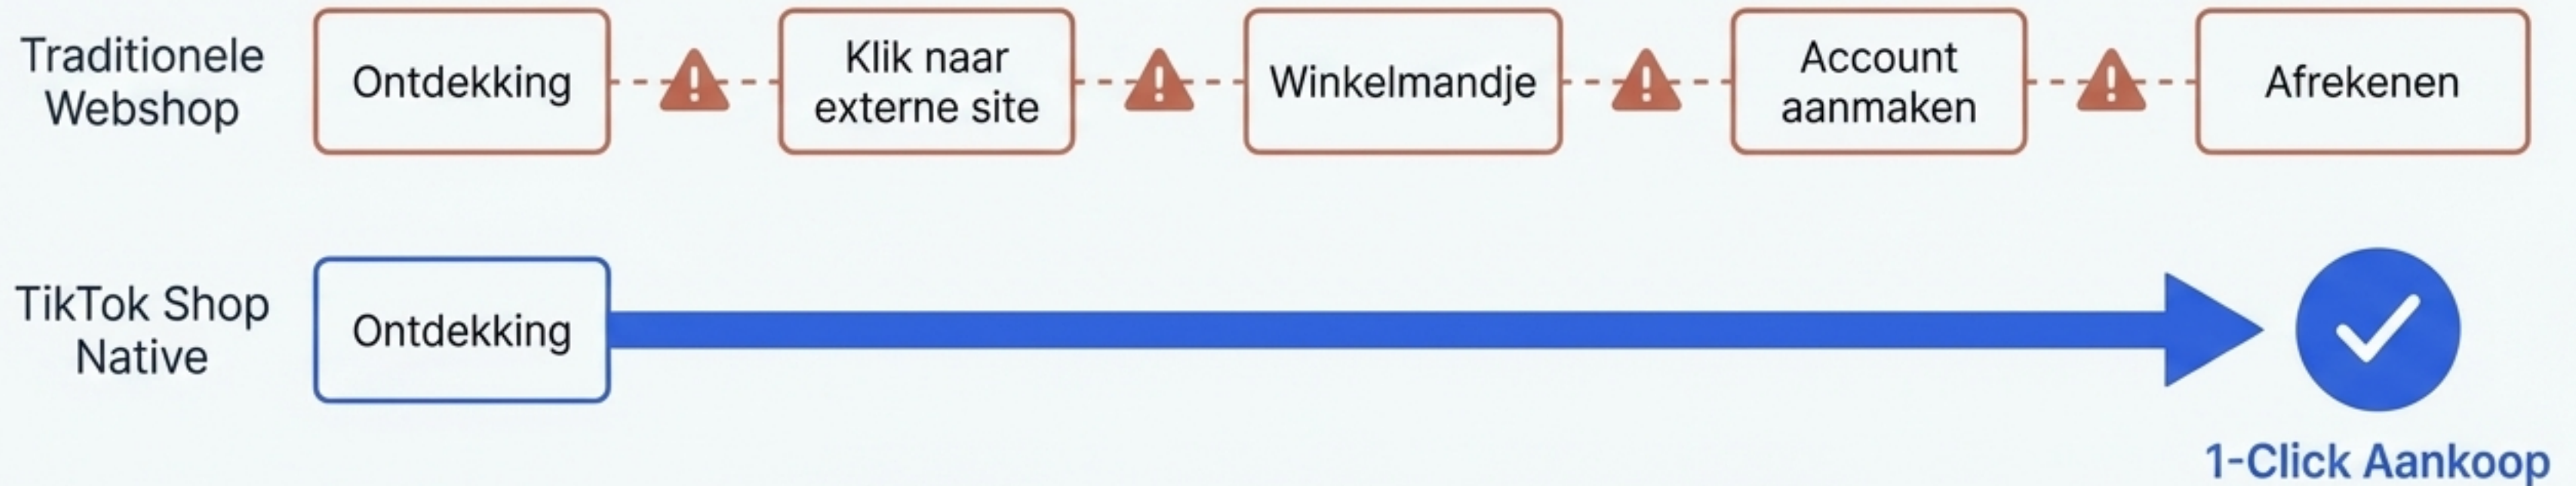 Traditionele
Webshop
Ontdekking
Klik naar
externe site
Winkelmandje
Account
aanmaken
Afrekenen
TikTok Shop
Native
Ontdekking
1-Click Aankoop